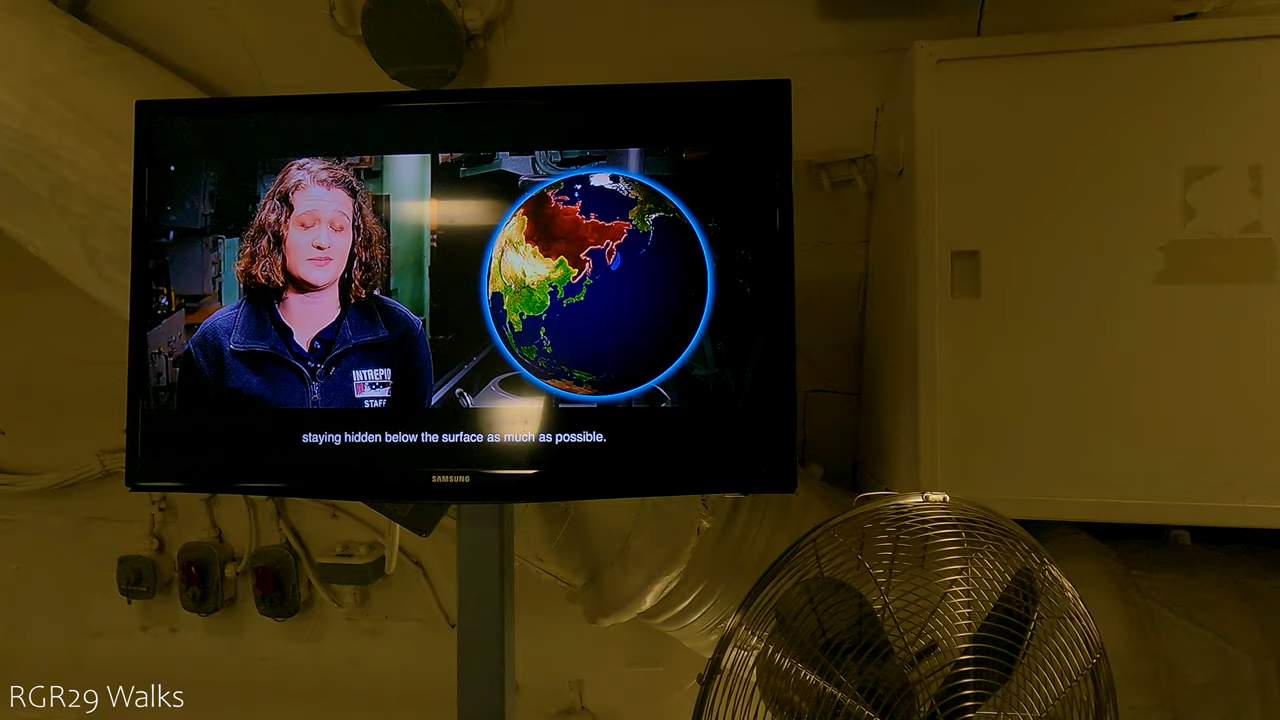 INTREPID
STAFF
staying hidden below the surface as much as possible.
SAMSUNG
RGR29 Walks